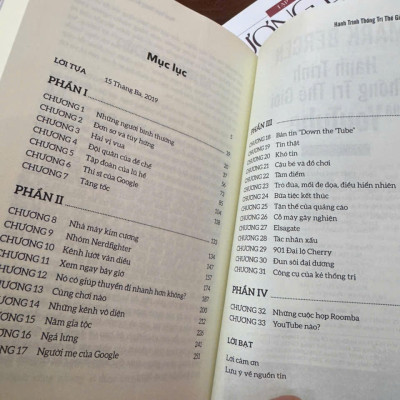 Mục lục
LỜI TỰA 15 Tháng Ba, 2019
PHẦN I
CHƯƠNG 1 Những người bình thường
CHƯƠNG 2 Đơn sơ và tùy hứng
CHƯƠNG 3 Hai vị vua
CHƯƠNG 4 Đội quân của đế chế
CHƯƠNG 5 Tập đoàn của lũ hề
CHƯƠNG 6 Thi sĩ của Google
CHƯƠNG 7 Tăng tốc
PHẦN II
CHƯƠNG 8 Nhà máy kim cương
CHƯƠNG 9 Nhóm Nerdfighter
CHƯƠNG 10 Kênh lướt ván diều
CHƯƠNG 11 Xem ngay bây giờ
CHƯƠNG 12 Nó có giúp thuyền đi nhanh hơn không?
CHƯƠNG 13 Cùng chơi nào
CHƯƠNG 14 Những kênh vô diện
CHƯƠNG 15 Nằm gia tộc
CHƯƠNG 16 Ngả lưng
CHƯƠNG 17 Người mẹ của Google
Hành Trình Thống Trị Thế
PHẦN III
CHƯƠNG 18 Bản tin "Down the Tube"
CHƯƠNG 19 Tin thật
CHƯƠNG 20 Khó tin
CHƯƠNG 21 Cậu bé và đồ chơi
CHƯƠNG 22 Tâm điểm
CHƯƠNG 23 Trò đùa, mối đe dọa, điều hiển nhiên
CHƯƠNG 24 Bữa tiệc kết thúc
CHƯƠNG 25 Tận thế của quảng cáo
CHƯƠNG 26 Cỗ máy gây nghiện
CHƯƠNG 27 Elsagate
CHƯƠNG 28 Tác nhân xấu
CHƯƠNG 29 901 Đại lộ Cherry
CHƯƠNG 30 Đun sôi đại dương
CHƯƠNG 31 Công cụ của kẻ thống trị
PHẦN IV
CHƯƠNG 32 Những cuộc họp Roomba
CHƯƠNG 33 YouTube nào?
LỜI BẠT
Lời cảm ơn
Lưu ý về nguồn tin